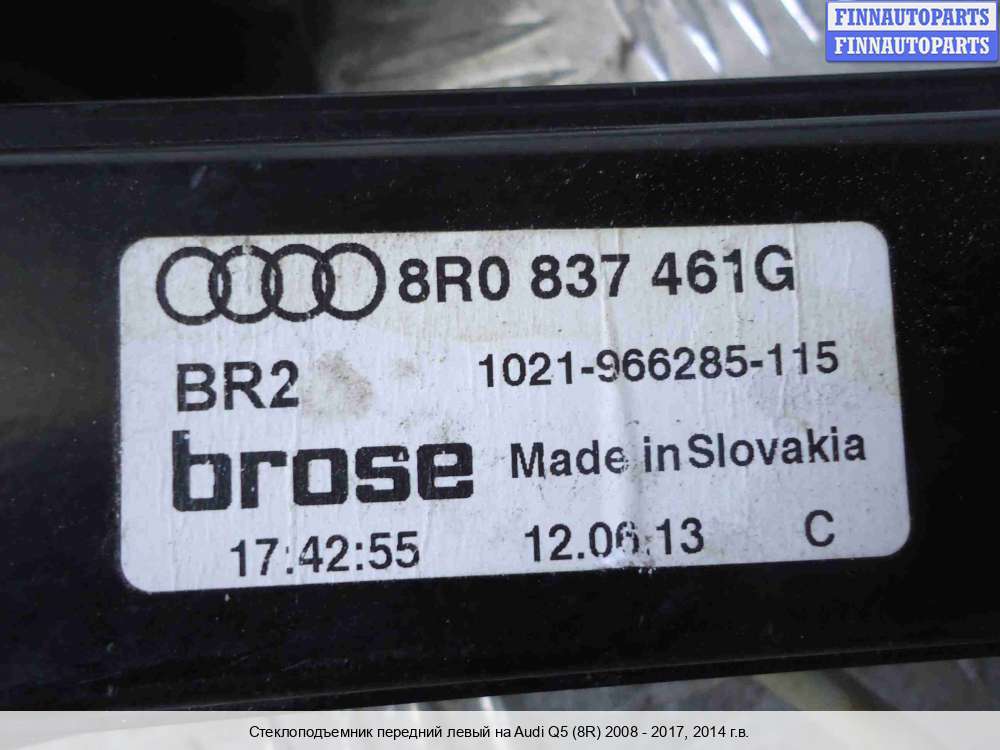 FINNAUTOPARTS
FINNAUTOPARTS
8R0 837 461G
BR2 1021-966285-115
brose Made in Slovakia
17:42:55 12.06.13 C
Стеклоподъемник передний левый на Audi Q5 (8R) 2008 - 2017, 2014 г.в.